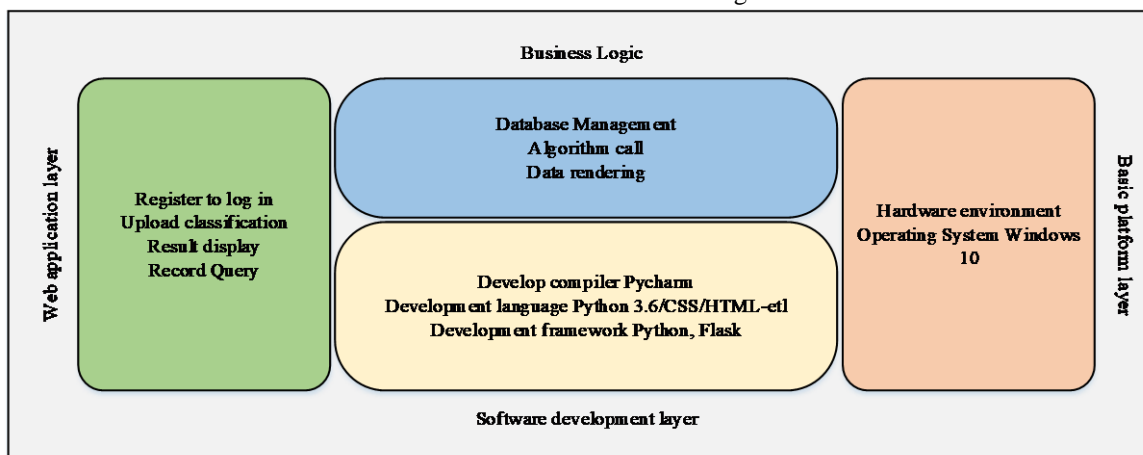 Business Logic
Web application layer
Register to log in
Upload classification
Result display
Record Query
Database Management
Algorithm call
Data rendering
Develop compiler Pycharm
Development language Python 3.6/CSS/HTML-etl
Development framework Python, Flask
Hardware environment
Operating System Windows
10
Basic platform layer
Software development layer